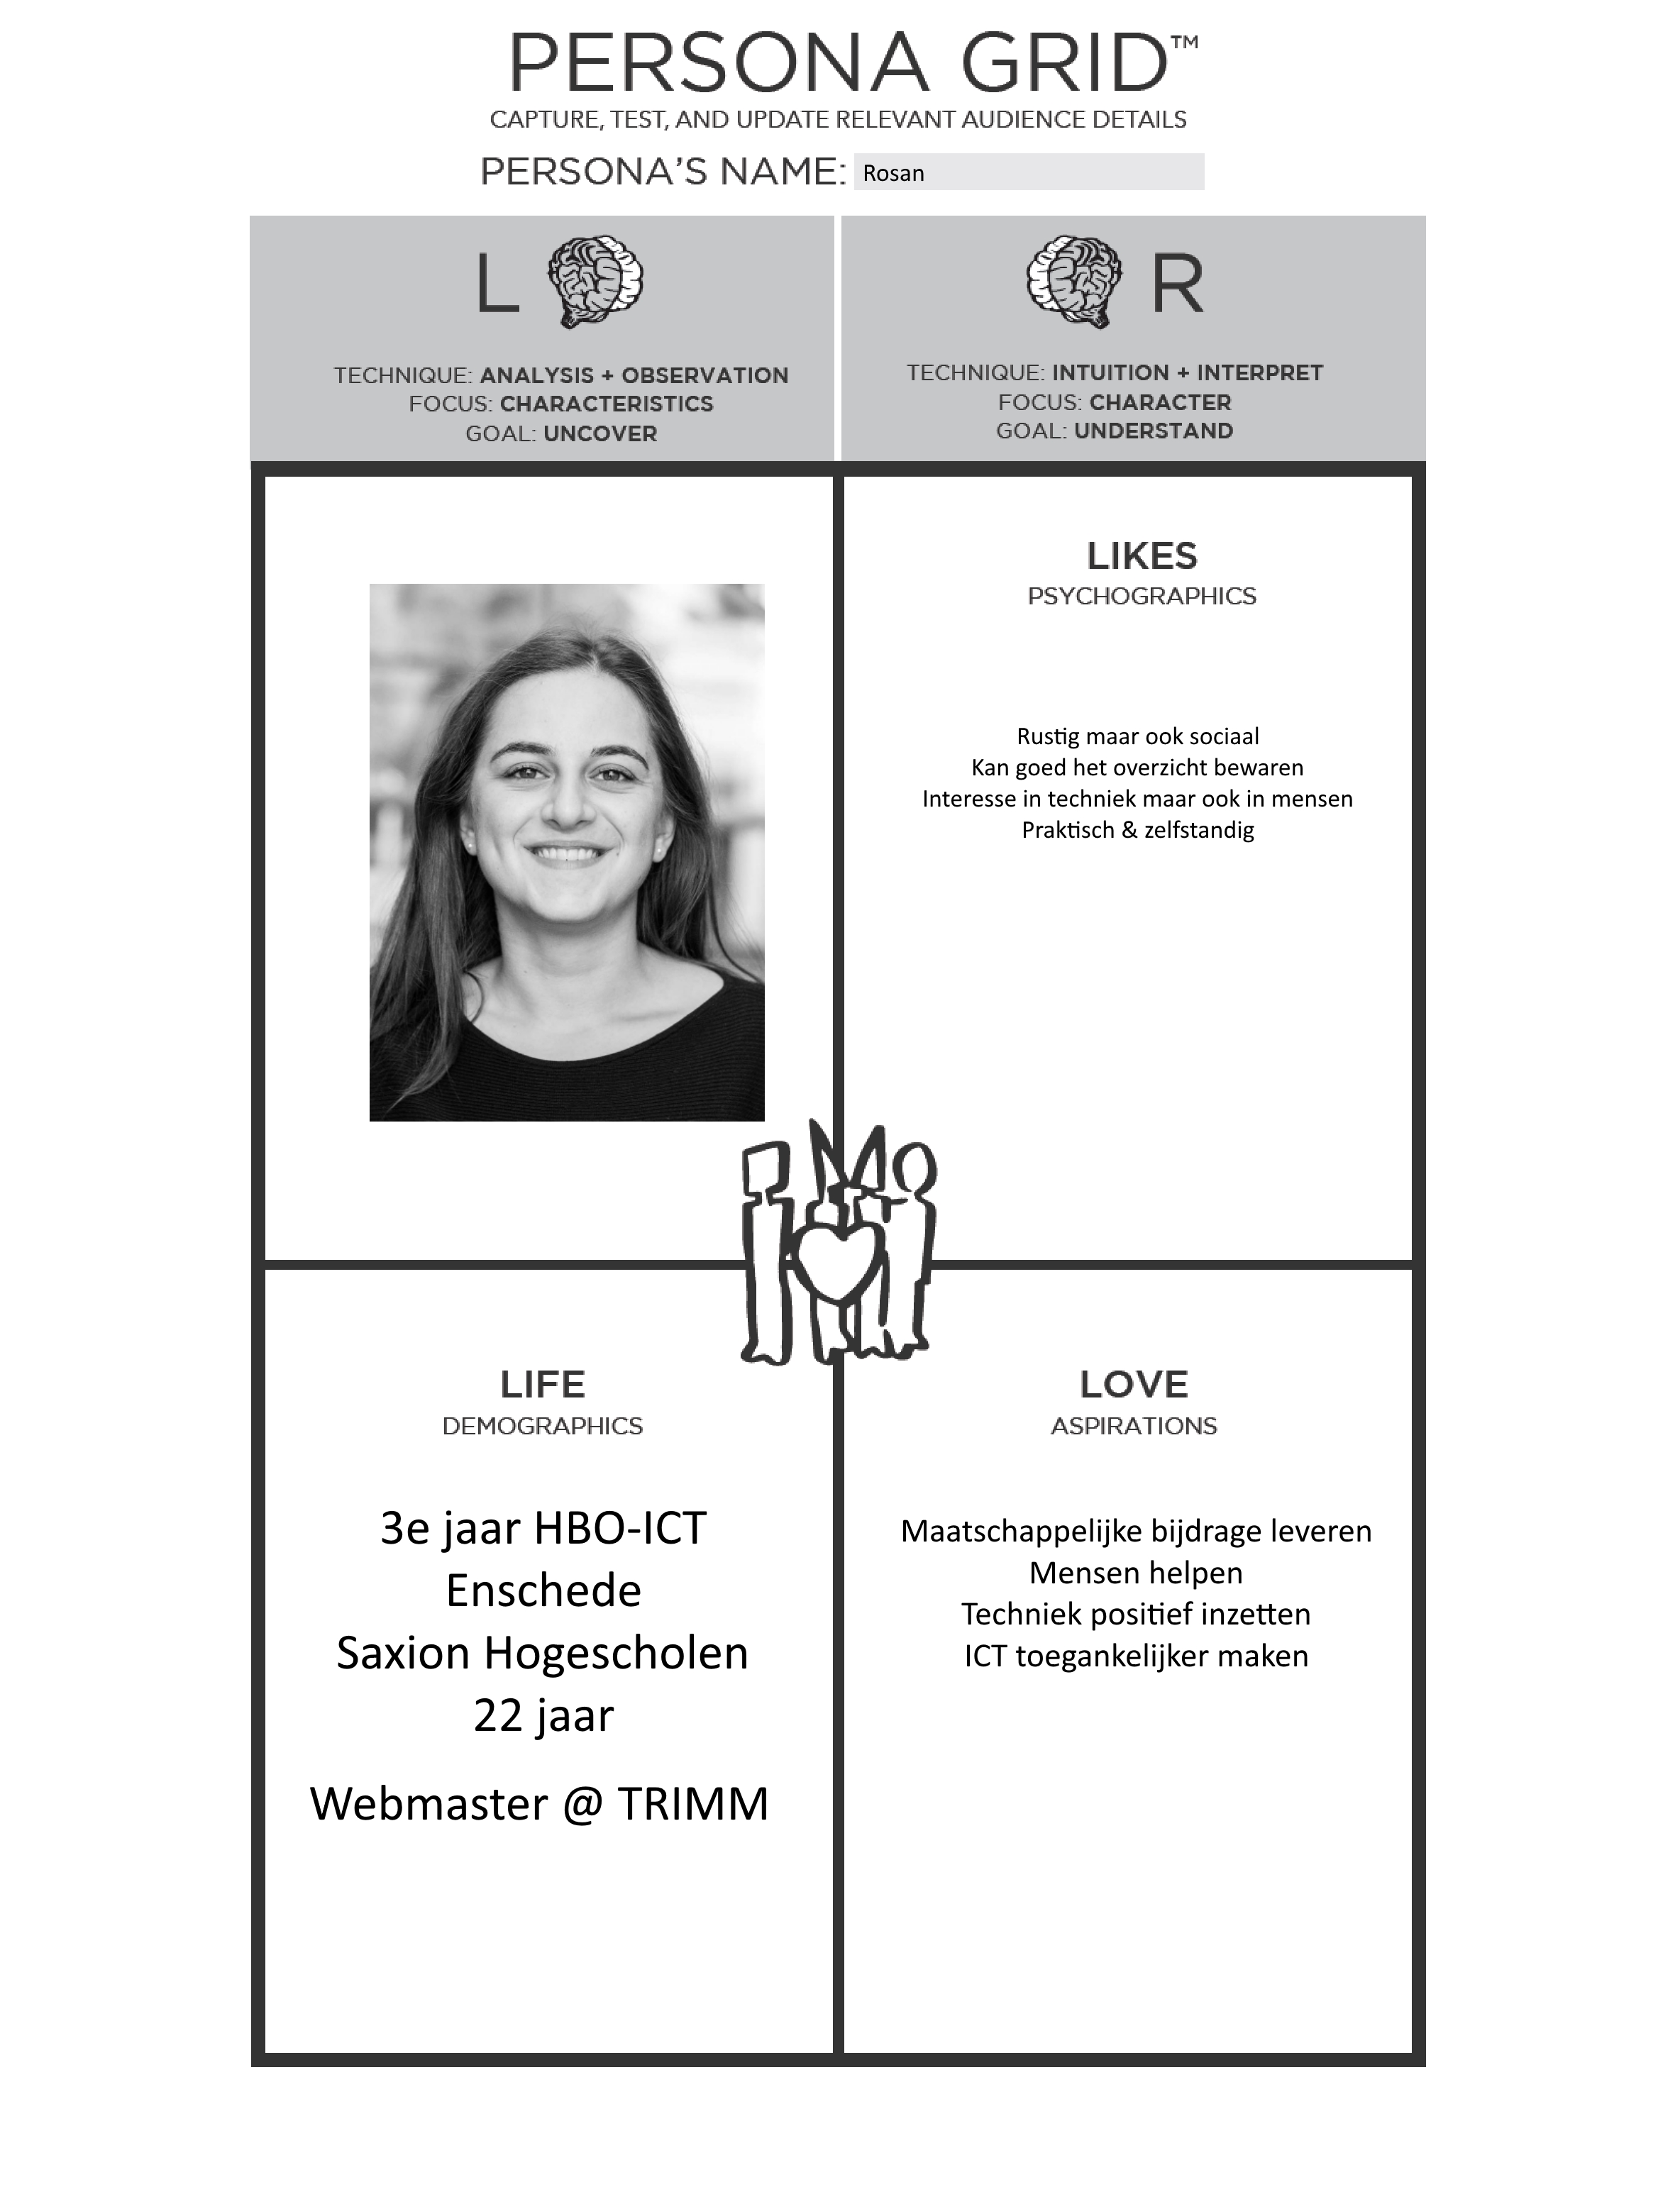 PERSONA GRID™
CAPTURE, TEST, AND UPDATE RELEVANT AUDIENCE DETAILS
PERSONA'S NAME: Rosan
L
TECHNIQUE: ANALYSIS + OBSERVATION
FOCUS: CHARACTERISTICS
GOAL: UNCOVER
R
TECHNIQUE: INTUITION + INTERPRET
FOCUS: CHARACTER
GOAL: UNDERSTAND
LIKES
PSYCHOGRAPHICS
Rustig maar ook sociaal
Kan goed het overzicht bewaren
Interesse in techniek maar ook in mensen
Praktisch & zelfstandig
LIFE
DEMOGRAPHICS
3e jaar HBO-ICT
Enschede
Saxion Hogescholen
22 jaar
Webmaster @ TRIMM
LOVE
ASPIRATIONS
Maatschappelijke bijdrage leveren
Mensen helpen
Techniek positief inzetten
ICT toegankelijker maken